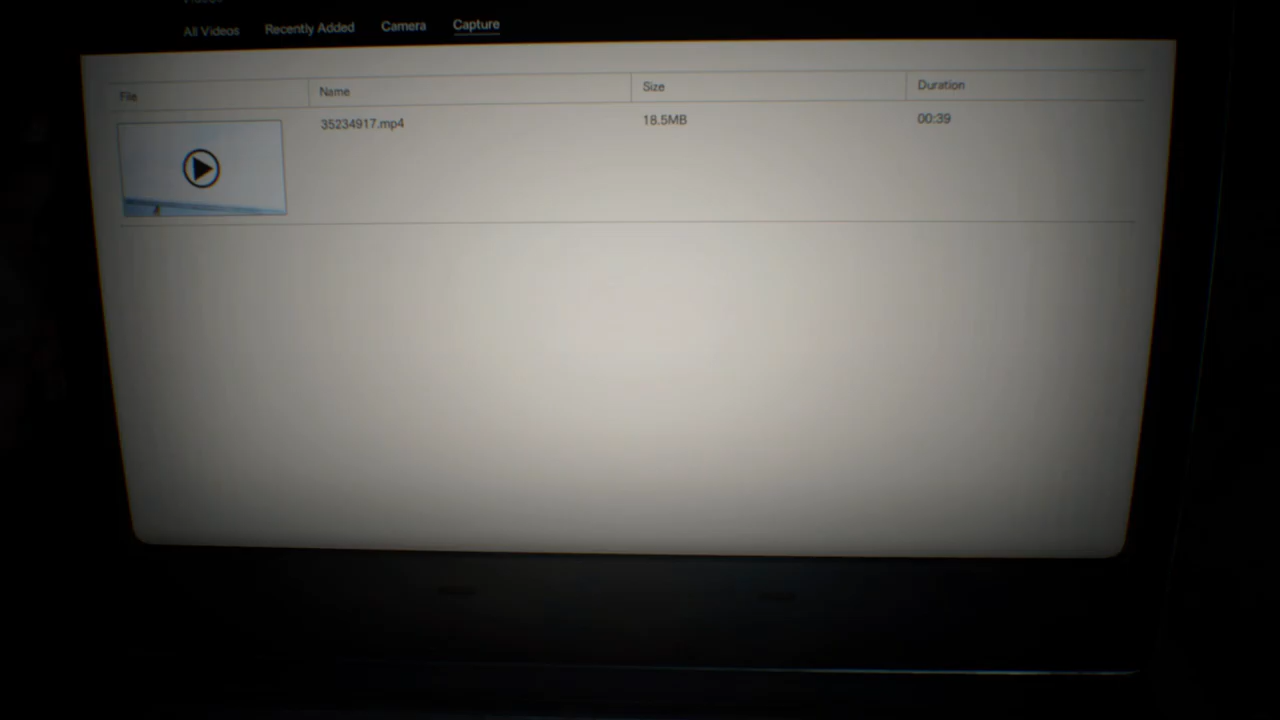 All Videos Recently Added Camera Capture
File Name Size Duration
35234917.mp4 18.5MB 00:39